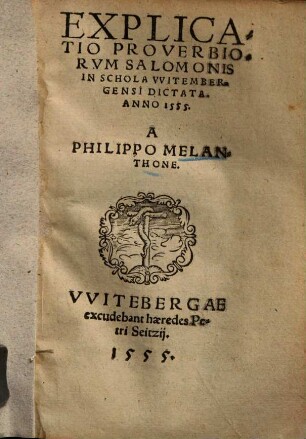 EXPLICA-
TIO PROVERBIO-
RVM SALOMONIS
IN SCHOLA VVITEMBER-
GENSI DICTATA.
ANNO 1555.
A
PHILIPPO MELAN-
THONE.
VVITEBERGAE
excudebant hæredes Pe-
tri Seitzij.
1555.